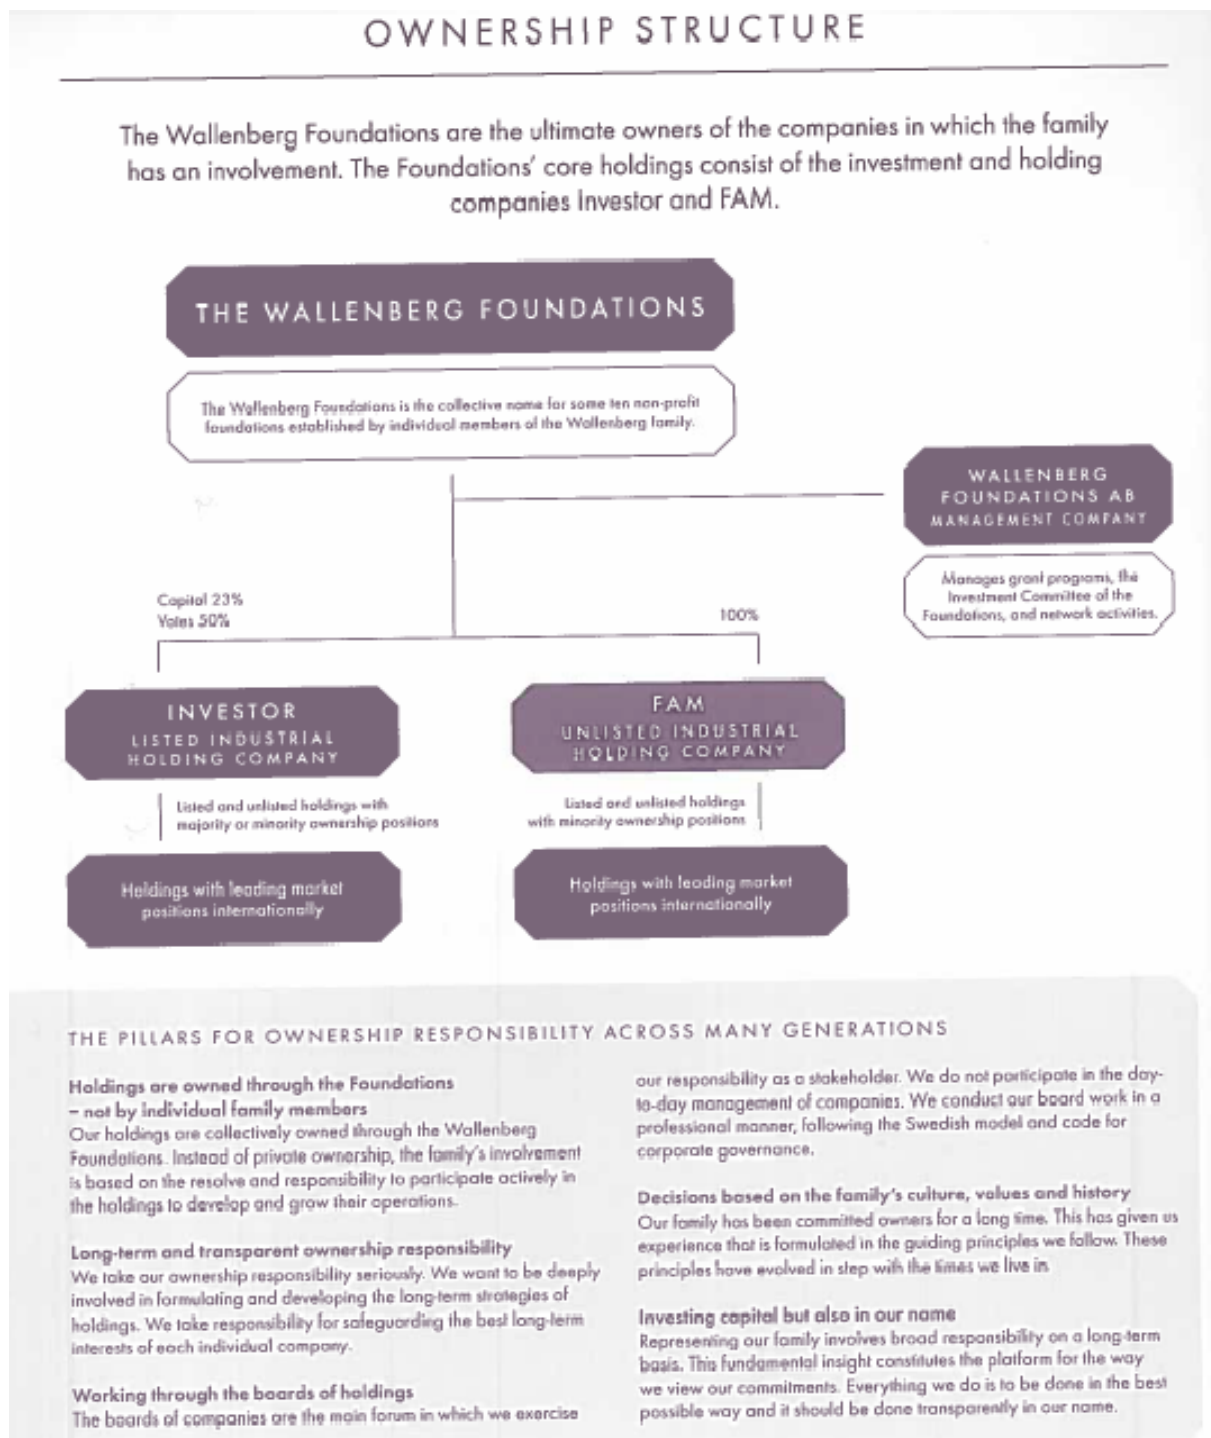 OWNERSHIP STRUCTURE
The Wallenberg Foundations are the ultimate owners of the companies in which the family
has an involvement. The Foundations' core holdings consist of the investment and holding
companies Investor and FAM.
THE WALLENBERG FOUNDATIONS
The Wallenberg Foundations is the collective name for some ten non-profit
foundations established by individual members of the Wallenberg family.
WALLENBERG
FOUNDATIONS AB
MANAGEMENT COMPANY
Manages grant programs, the
Investment Committee of the
Foundations, and network activities.
Capital 23%
Votes 50%
100%
INVESTOR
LISTED INDUSTRIAL
HOLDING COMPANY
FAM
UNLISTED INDUSTRIAL
HOLDING COMPANY
Listed and unlisted holdings with
majority or minority ownership positions
Listed and unlisted holdings
with minority ownership positions
Holdings with leading market
positions internationally
Holdings with leading market
positions internationally
THE PILLARS FOR OWNERSHIP RESPONSIBILITY ACROSS MANY GENERATIONS
Holdings are owned through the Foundations
– not by individual family members
Our holdings are collectively owned through the Wallenberg
Foundations. Instead of private ownership, the family's involvement
is based on the resolve and responsibility to participate actively in
the holdings to develop and grow their operations.
Long-term and transparent ownership responsibility
We take our ownership responsibility seriously. We want to be deeply
involved in formulating and developing the long-term strategies of
holdings. We take responsibility for safeguarding the best long-term
interests of each individual company.
Working through the boards of holdings
The boards of companies are the main forum in which we exercise
our responsibility as a stakeholder. We do not participate in the day-
to-day management of companies. We conduct our board work in a
professional manner, following the Swedish model and code for
corporate governance.
Decisions based on the family's culture, values and history
Our family has been committed owners for a long time. This has given us
experience that is formulated in the guiding principles we follow. These
principles have evolved in step with the times we live in
Investing capital but also in our name
Representing our family involves broad responsibility on a long-term
basis. This fundamental insight constitutes the platform for the way
we view our commitments. Everything we do is to be done in the best
possible way and it should be done transparently in our name.